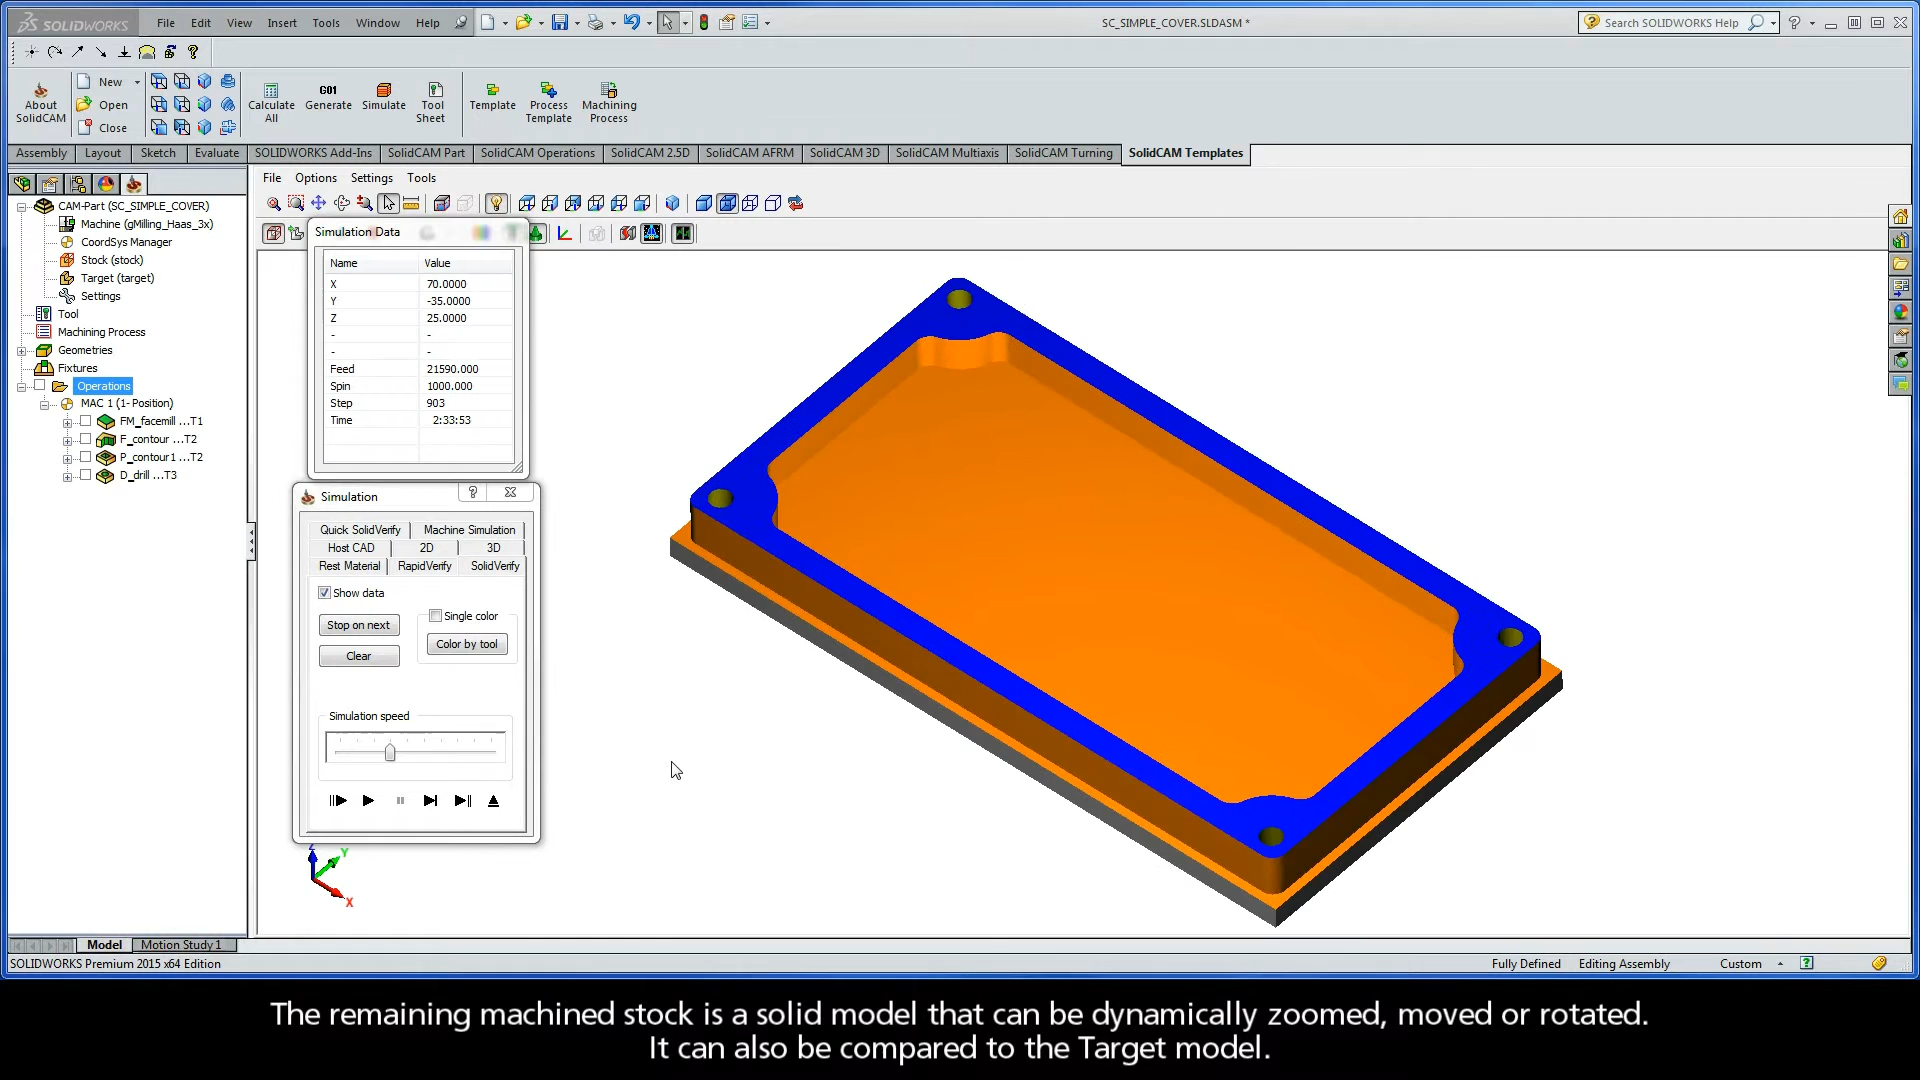 SOLIDWORKS File Edit View Insert Tools Window Help SC_SIMPLE_COVER.SLDASM * Search SOLIDWORKS Help
New
Open
Close
About SolidCAM
Calculate All
G01
Generate
Simulate
Tool Sheet
Template
Process Template
Machining Process
Assembly Layout Sketch Evaluate SOLIDWORKS Add-Ins SolidCAM Part SolidCAM Operations SolidCAM 2.5D SolidCAM AFRM SolidCAM 3D SolidCAM Multiaxis SolidCAM Turning SolidCAM Templates
File Options Settings Tools
CAM-Part (SC_SIMPLE_COVER)
Machine (gMilling_Haas_3x)
CoordSys Manager
Stock (stock)
Target (target)
Settings
Tool
Machining Process
Geometries
Fixtures
Operations
MAC 1 (1- Position)
FM_facemill ...T1
F_contour ...T2
P_contour1 ...T2
D_drill ...T3
Simulation Data
Name Value
X 70.0000
Y -35.0000
Z 25.0000
- -
- -
Feed 21590.000
Spin 1000.000
Step 903
Time 2:33:53
Simulation
Quick SolidVerify Machine Simulation
Host CAD 2D 3D
Rest Material RapidVerify SolidVerify
Show data
Stop on next
Single color
Clear
Color by tool
Simulation speed
Z
Y
X
Model Motion Study 1
SOLIDWORKS Premium 2015 x64 Edition Fully Defined Editing Assembly Custom
The remaining machined stock is a solid model that can be dynamically zoomed, moved or rotated.
It can also be compared to the Target model.